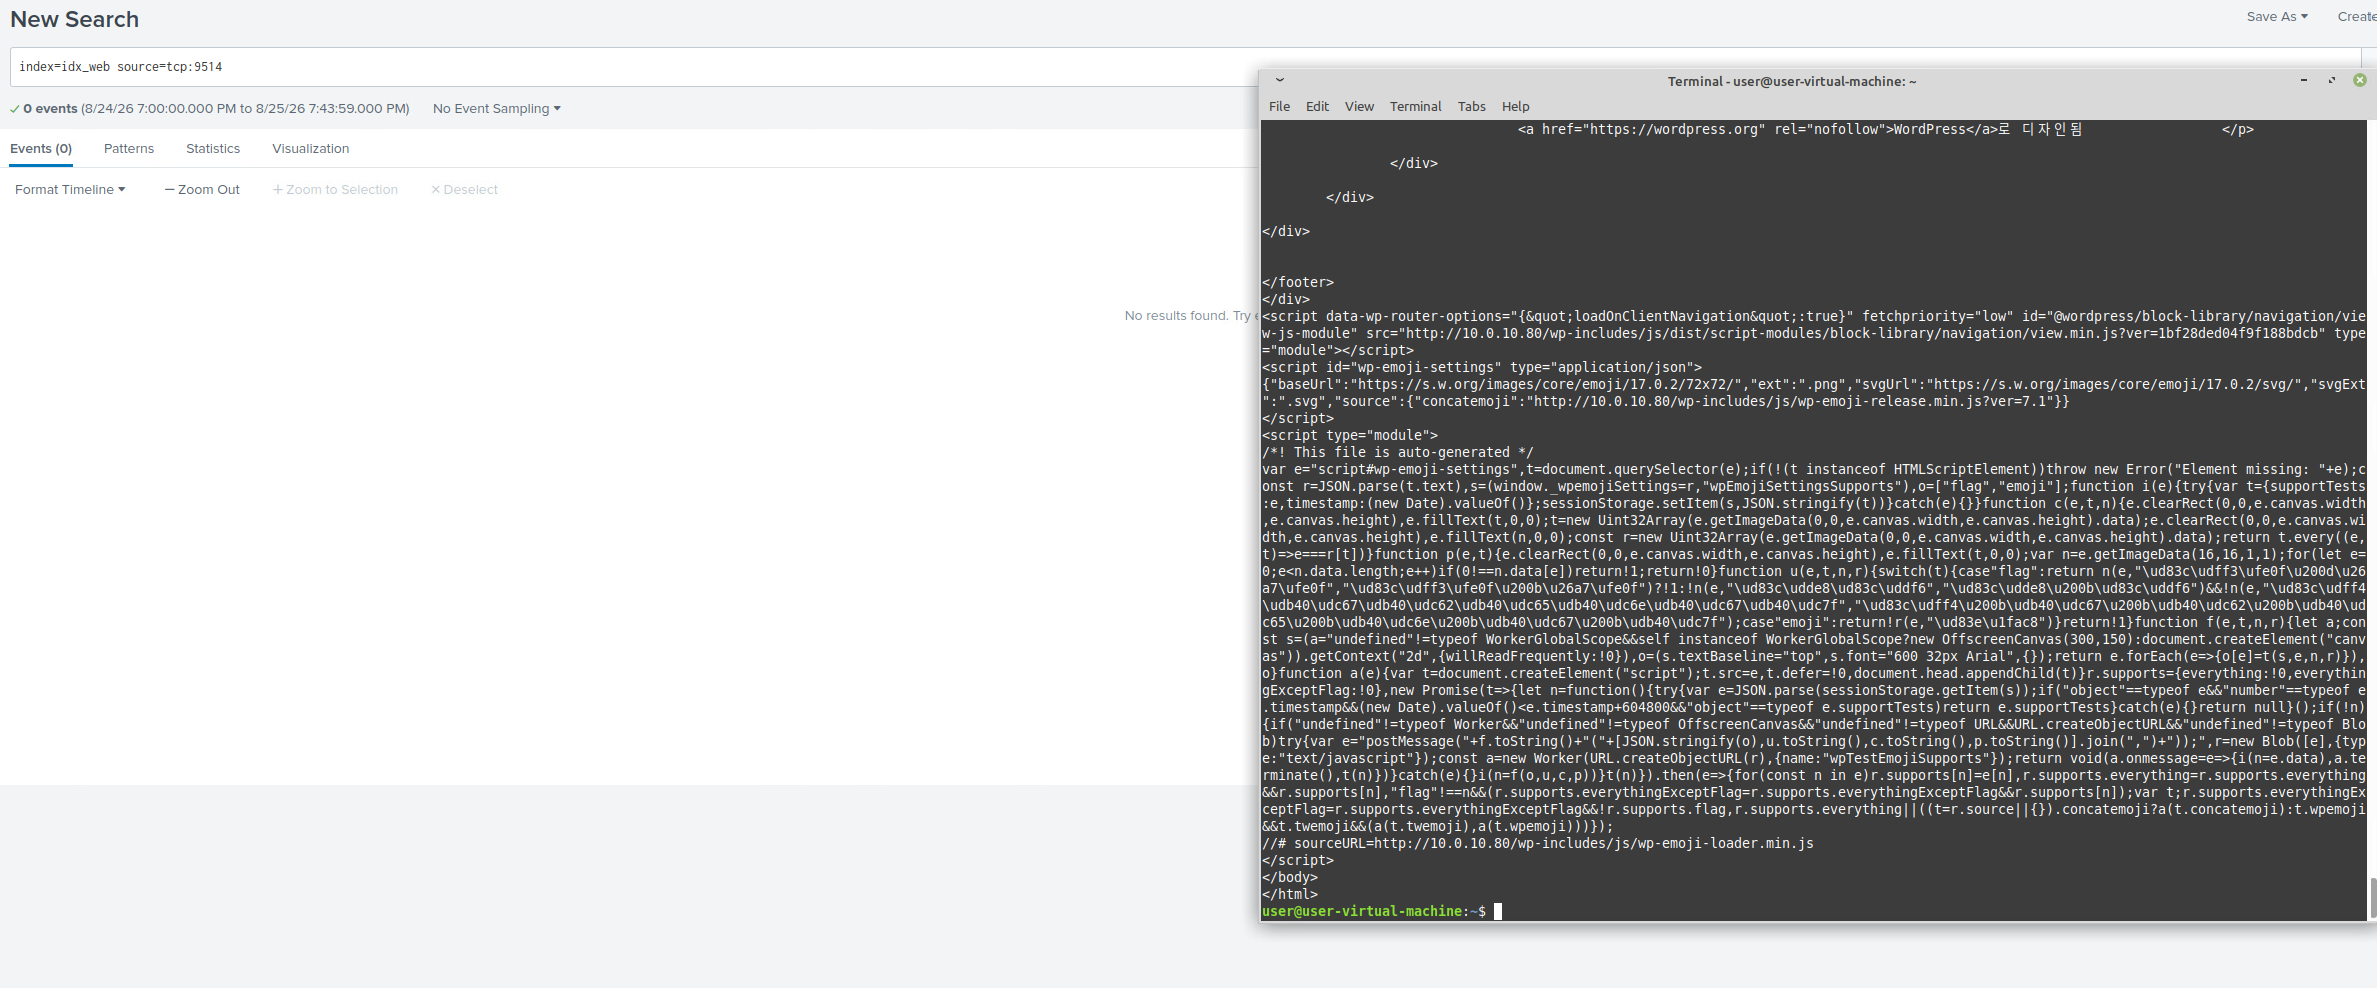 New Search
Save As
Create
index=idx_web source=tcp:9514
0 events (8/24/26 7:00:00.000 PM to 8/25/26 7:43:59.000 PM)
No Event Sampling
Events (0)
Patterns
Statistics
Visualization
Format Timeline
— Zoom Out
+ Zoom to Selection
× Deselect
No results found. Try
Terminal - user@user-virtual-machine: ~
File Edit View Terminal Tabs Help
<a href="https://wordpress.org" rel="nofollow">WordPress</a>로 디자인됨 </p>
</div>
</div>
</div>
</footer>
</div>
<script data-wp-router-options="{&quot;loadOnClientNavigation&quot;:true}" fetchpriority="low" id="@wordpress/block-library/navigation/vie
w-js-module" src="http://10.0.10.80/wp-includes/js/dist/script-modules/block-library/navigation/view.min.js?ver=1bf28ded04f9f188bdcb" type
="module"></script>
<script id="wp-emoji-settings" type="application/json">
{"baseUrl":"https://s.w.org/images/core/emoji/17.0.2/72x72/","ext":".png","svgUrl":"https://s.w.org/images/core/emoji/17.0.2/svg/","svgExt
":".svg","source":{"concatemoji":"http://10.0.10.80/wp-includes/js/wp-emoji-release.min.js?ver=7.1"}}
</script>
<script type="module">
/*! This file is auto-generated */
var e="script#wp-emoji-settings",t=document.querySelector(e);if(!(t instanceof HTMLScriptElement))throw new Error("Element missing: "+e);c
onst r=JSON.parse(t.text),s=(window._wpemojiSettings=r,"wpEmojiSettingsSupports"),o=["flag","emoji"];function i(e){try{var t={supportTests
:e,timestamp:(new Date).valueOf()};sessionStorage.setItem(s,JSON.stringify(t))}catch(e){}}function c(e,t,n){e.clearRect(0,0,e.canvas.width
,e.canvas.height),e.fillText(t,0,0);t=new Uint32Array(e.getImageData(0,0,e.canvas.width,e.canvas.height).data);e.clearRect(0,0,e.canvas.wi
dth,e.canvas.height),e.fillText(n,0,0);const r=new Uint32Array(e.getImageData(0,0,e.canvas.width,e.canvas.height).data);return t.every((e,
t)=>e===r[t])}function p(e,t){e.clearRect(0,0,e.canvas.width,e.canvas.height),e.fillText(t,0,0);var n=e.getImageData(16,16,1,1);for(let e=
0;e<n.data.length;e++)if(0!==n.data[e])return!1;return!0}function u(e,t,n,r){switch(t){case"flag":return n(e,"\ud83c\udff3\ufe0f\u200d\u26
a7\ufe0f","\ud83c\udff3\ufe0f\u200b\u26a7\ufe0f")?!1:!n(e,"\ud83c\udde8\ud83c\uddf6","\ud83c\udde8\u200b\ud83c\uddf6")&&!n(e,"\ud83c\udff4
\udb40\udc67\udb40\udc62\udb40\udc65\udb40\udc6e\udb40\udc67\udb40\udc7f","\ud83c\udff4\u200b\udb40\udc67\u200b\udb40\udc62\u200b\udb40\ud
c65\u200b\udb40\udc6e\u200b\udb40\udc67\u200b\udb40\udc7f");case"emoji":return!r(e,"\ud83e\u1fac8")}return!1}function f(e,t,n,r){let a;con
st s=(a="undefined"!=typeof WorkerGlobalScope&&self instanceof WorkerGlobalScope?new OffscreenCanvas(300,150):document.createElement("canv
as")).getContext("2d",{willReadFrequently:!0}),o=(s.textBaseline="top",s.font="600 32px Arial",{});return e.forEach(e=>{o[e]=t(s,e,n,r)}),
o}function a(e){var t=document.createElement("script");t.src=e,t.defer=!0,document.head.appendChild(t)}r.supports={everything:!0,everythin
gExceptFlag:!0},new Promise(t=>{let n=function(){try{var e=JSON.parse(sessionStorage.getItem(s));if("object"==typeof e&&"number"==typeof e
.timestamp&&(new Date).valueOf()<e.timestamp+604800&&"object"==typeof e.supportTests)return e.supportTests}catch(e){}return null}();if(!n)
{if("undefined"!=typeof Worker&&"undefined"!=typeof OffscreenCanvas&&"undefined"!=typeof URL&&URL.createObjectURL&&"undefined"!=typeof Blo
b)try{var e="postMessage("+f.toString()+"("+[JSON.stringify(o),u.toString(),c.toString(),p.toString()].join(",")+"));",r=new Blob([e],{typ
e:"text/javascript"});const a=new Worker(URL.createObjectURL(r),{name:"wpTestEmojiSupports"});return void(a.onmessage=e=>{i(n=e.data),a.te
rminate(),t(n)})}catch(e){}i(n=f(o,u,c,p))}t(n)}).then(e=>{for(const n in e)r.supports[n]=e[n],r.supports.everything=r.supports.everything
&&r.supports[n],"flag"!==n&&(r.supports.everythingExceptFlag=r.supports.everythingExceptFlag&&r.supports[n]);var t;r.supports.everythingEx
ceptFlag=r.supports.everythingExceptFlag&&!r.supports.flag,r.supports.everything||((t=r.source||{}).concatemoji?a(t.concatemoji):t.wpemoji
&&t.twemoji&&(a(t.twemoji),a(t.wpemoji)))});
//# sourceURL=http://10.0.10.80/wp-includes/js/wp-emoji-loader.min.js
</script>
</body>
</html>
user@user-virtual-machine:~$